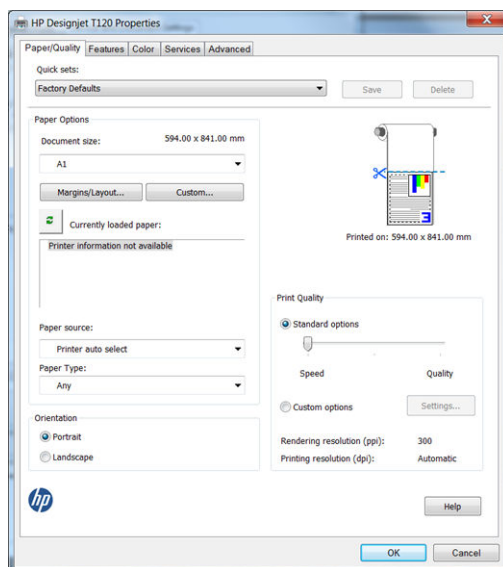 HP Designjet T120 Properties
Paper/Quality Features Color Services Advanced
Quick sets:
Factory Defaults
Save
Delete
Paper Options
Document size:
594.00 x 841.00 mm
A1
Margins/Layout...
Custom...
Currently loaded paper:
Printer information not available
Paper source:
Printer auto select
Paper Type:
Any
Orientation
Portrait
Landscape
3
Printed on: 594.00 x 841.00 mm
Print Quality
Standard options
Speed
Quality
Custom options
Settings...
Rendering resolution (ppi): 300
Printing resolution (dpi): Automatic
hp
Help
OK
Cancel